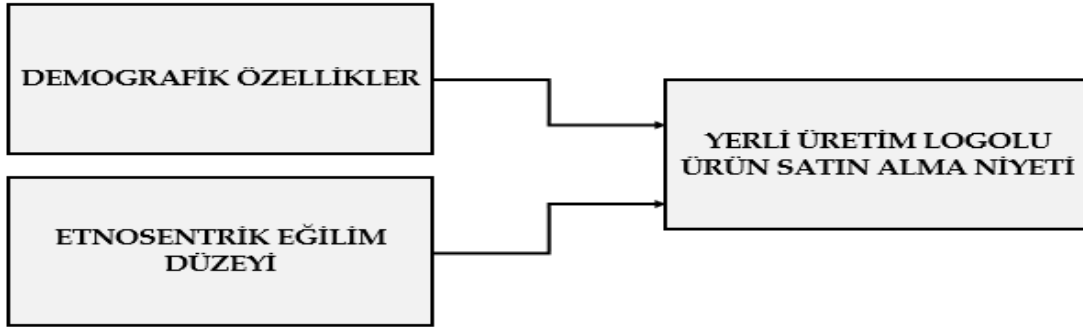 DEMOGRAFİK ÖZELLİKLER
ETNOSENTRİK EĞİLİM
DÜZEYİ
YERLİ ÜRETİM LOGOLU
ÜRÜN SATIN ALMA NİYETİ